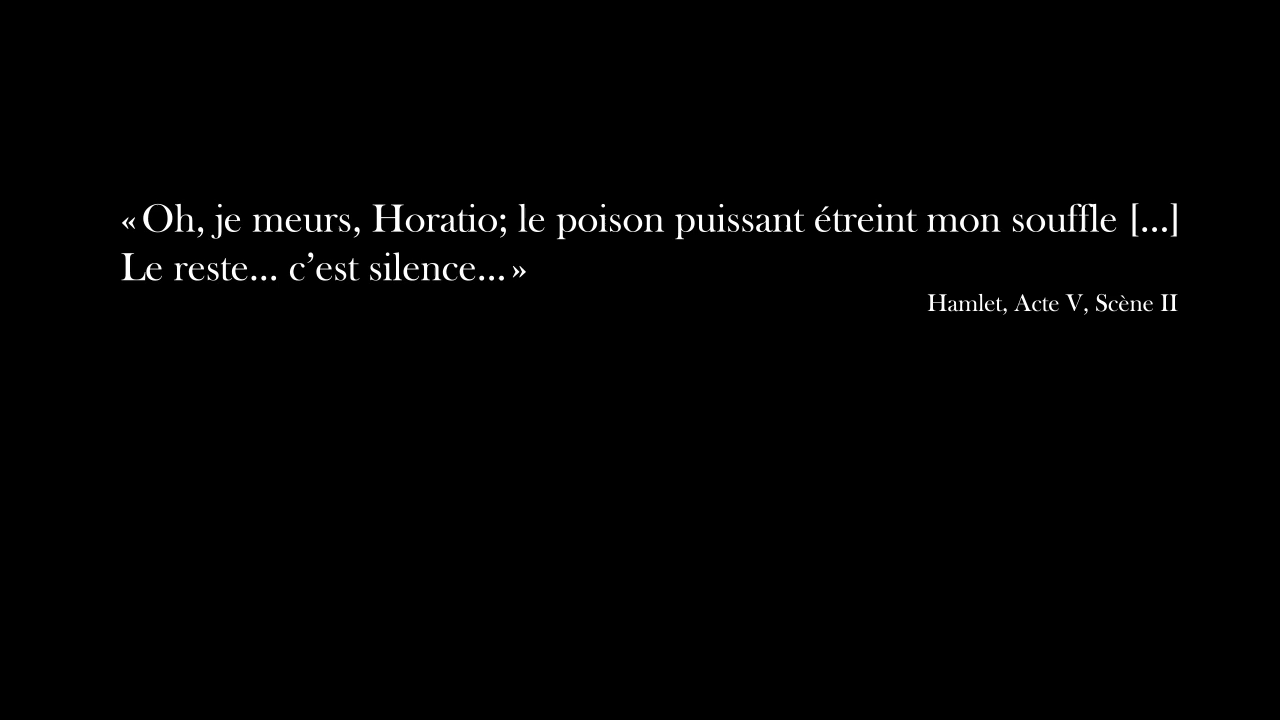 « Oh, je meurs, Horatio; le poison puissant étreint mon souffle [...]
Le reste... c’est silence... »
Hamlet, Acte V, Scène II